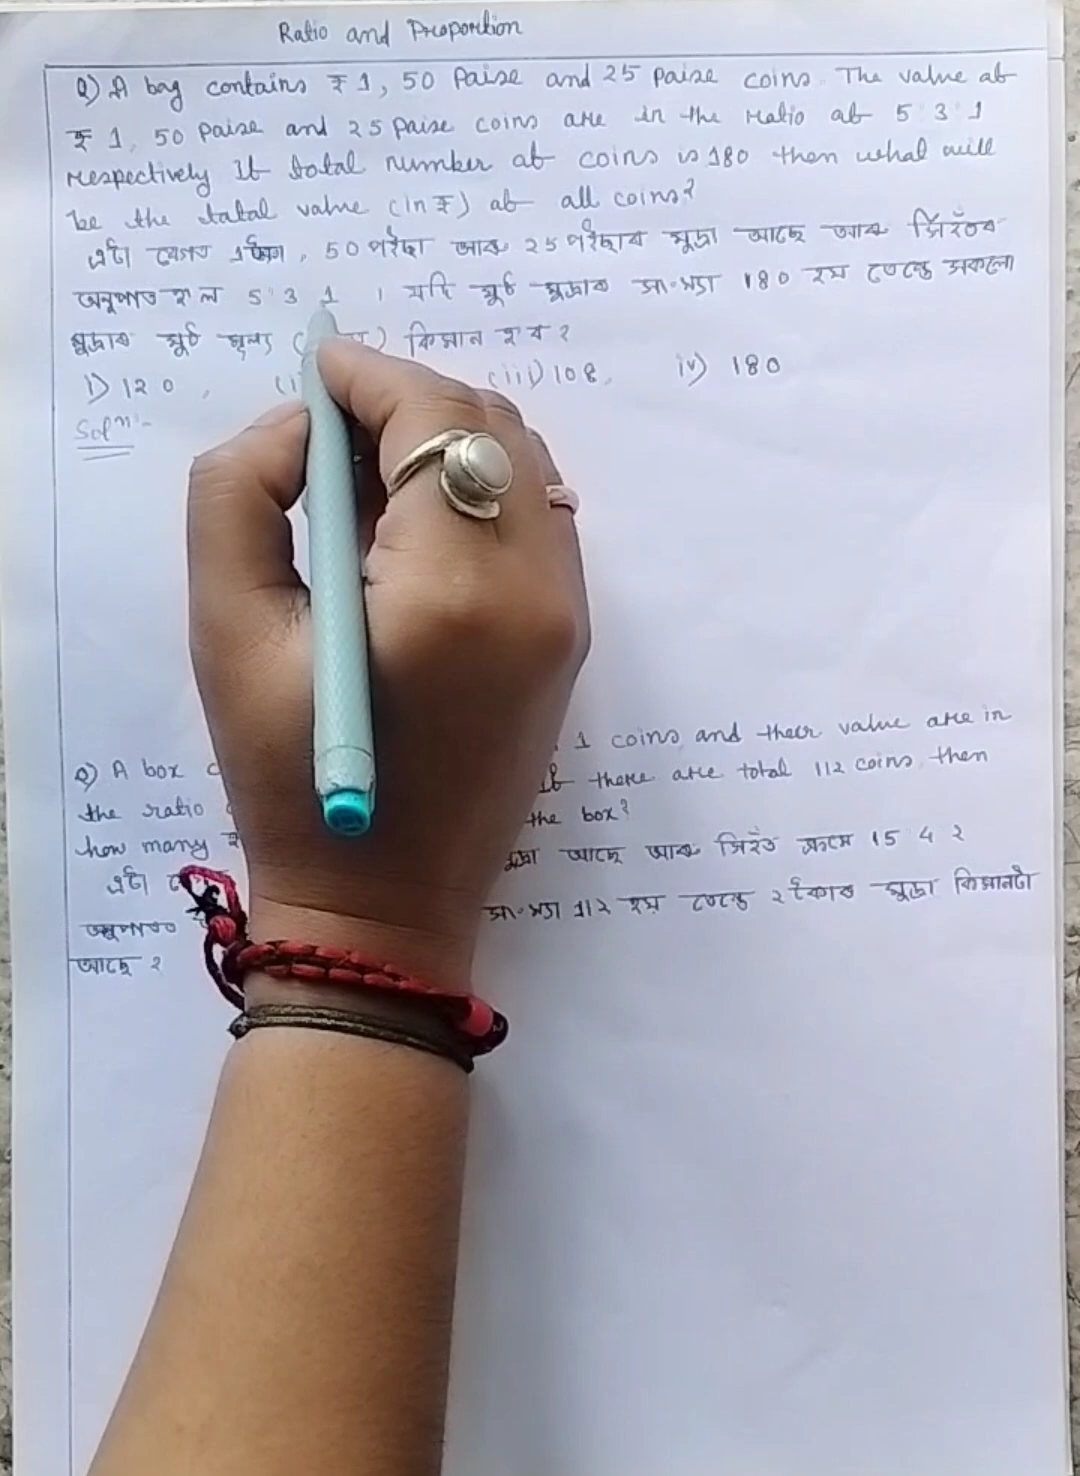 Ratio and Proportion
Q) A bag contains ₹ 1, 50 Paise and 25 paise coins. The value of
₹ 1, 50 Paise and 25 Paise coins are in the ratio of 5 : 3 : 1
respectively If total number of coins is 180 then what will
be the total value (in ₹) of all coins?
এটা বেগত 1 টকা, 50 পইছা আৰু 25 পইছাৰ মুদ্ৰা আছে আৰু সিহঁতৰ
অনুপাত হ'ল 5 : 3 : 1 । যদি মুঠ মুদ্ৰাৰ সংখ্যা 180 হয় তেন্তে সকলো
মুদ্ৰাৰ মুঠ মূল্য ( ) কিমান হ'ব ?
i) 120 , (iii) 108, iv) 180
Solⁿ:-
1 coins and their value are in
Q) A box
If there are total 112 coins then
the ratio
the box?
how many
মুদ্ৰা আছে আৰু সিহঁত ক্ৰমে 15 4 2
এটা
অনুপাতত সংখ্যা 112 হয় তেন্তে 2 টকাৰ মুদ্ৰা কিমানটা
আছে ?